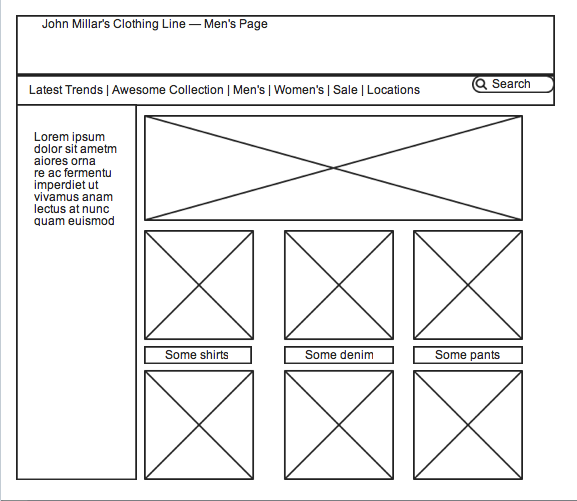 John Millar's Clothing Line — Men's Page
Latest Trends | Awesome Collection | Men's | Women's | Sale | Locations
Search
Lorem ipsum
dolor sit ametm
aiores orna
re ac fermentu
imperdiet ut
vivamus anam
lectus at nunc
quam euismod
Some shirts
Some denim
Some pants